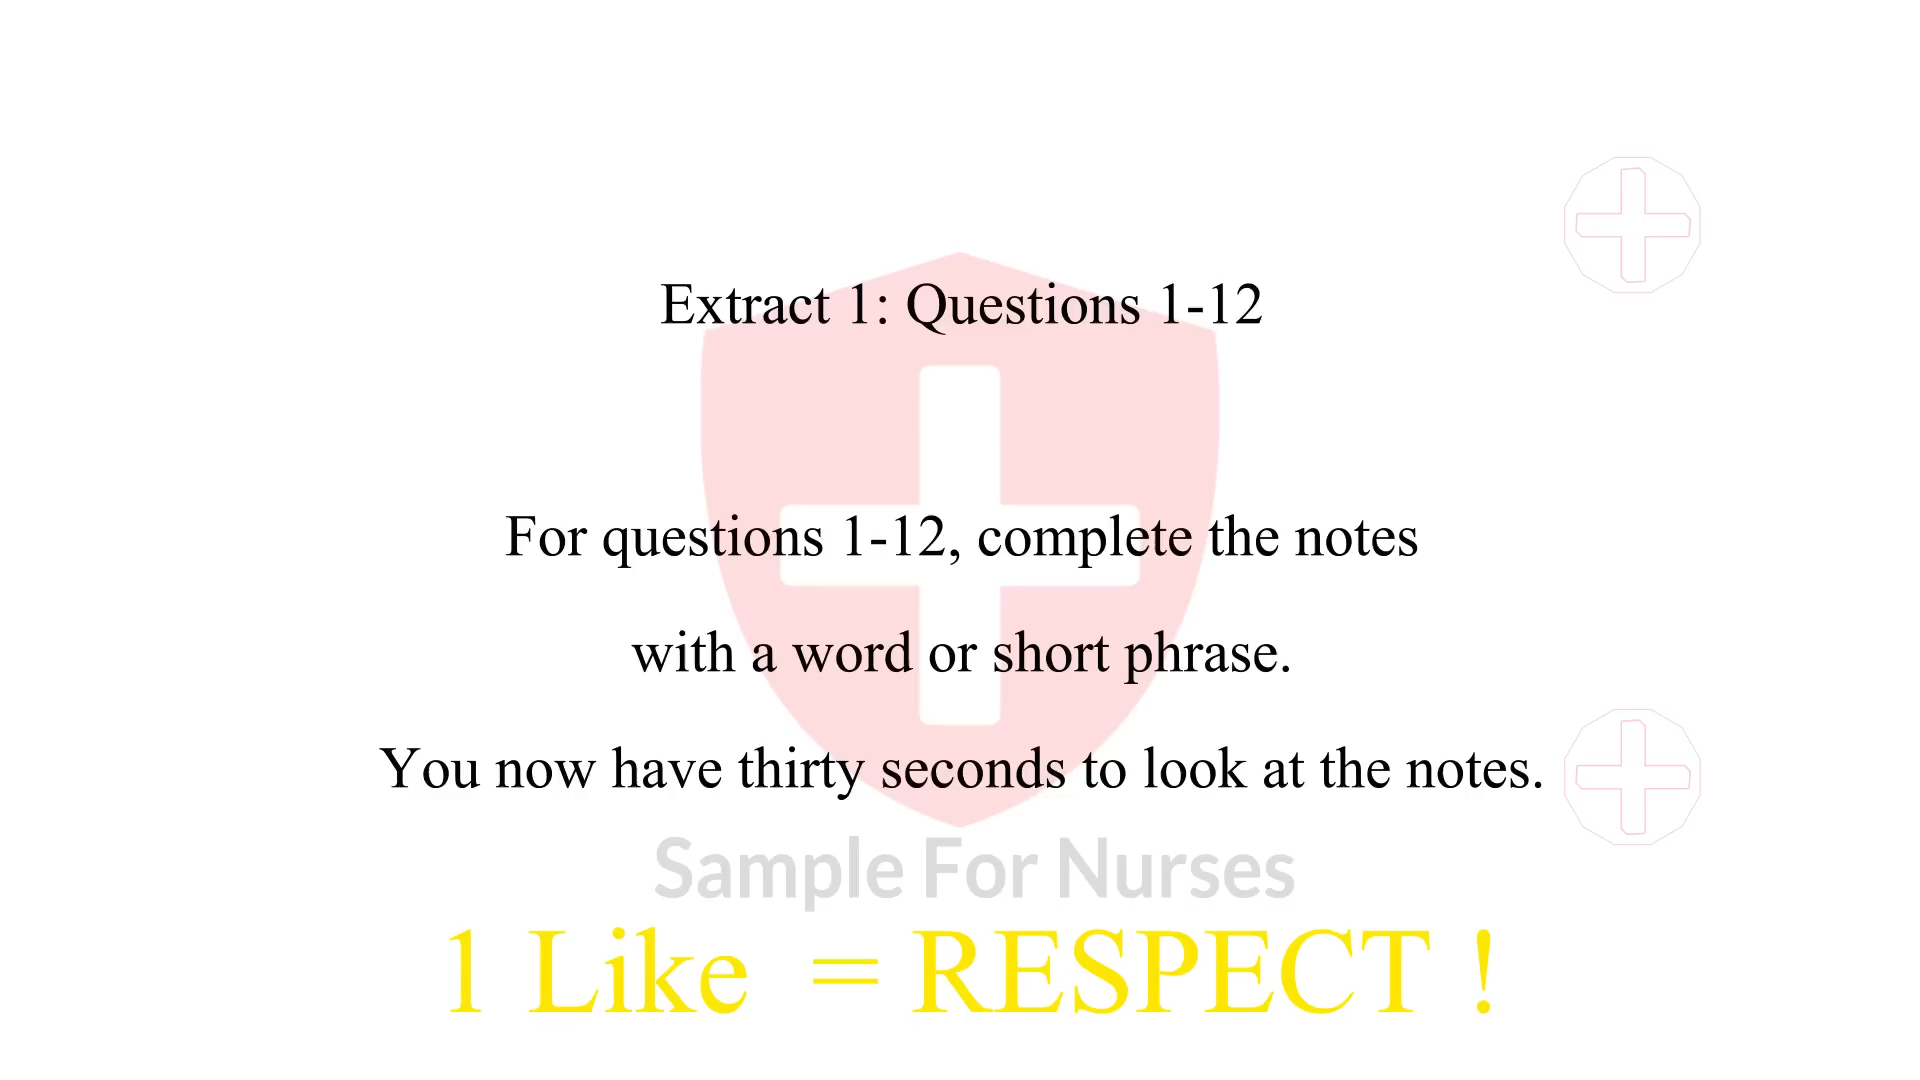 Extract 1: Questions 1-12
For questions 1-12, complete the notes
with a word or short phrase.
You now have thirty seconds to look at the notes.
Sample For Nurses
1 Like = RESPECT !